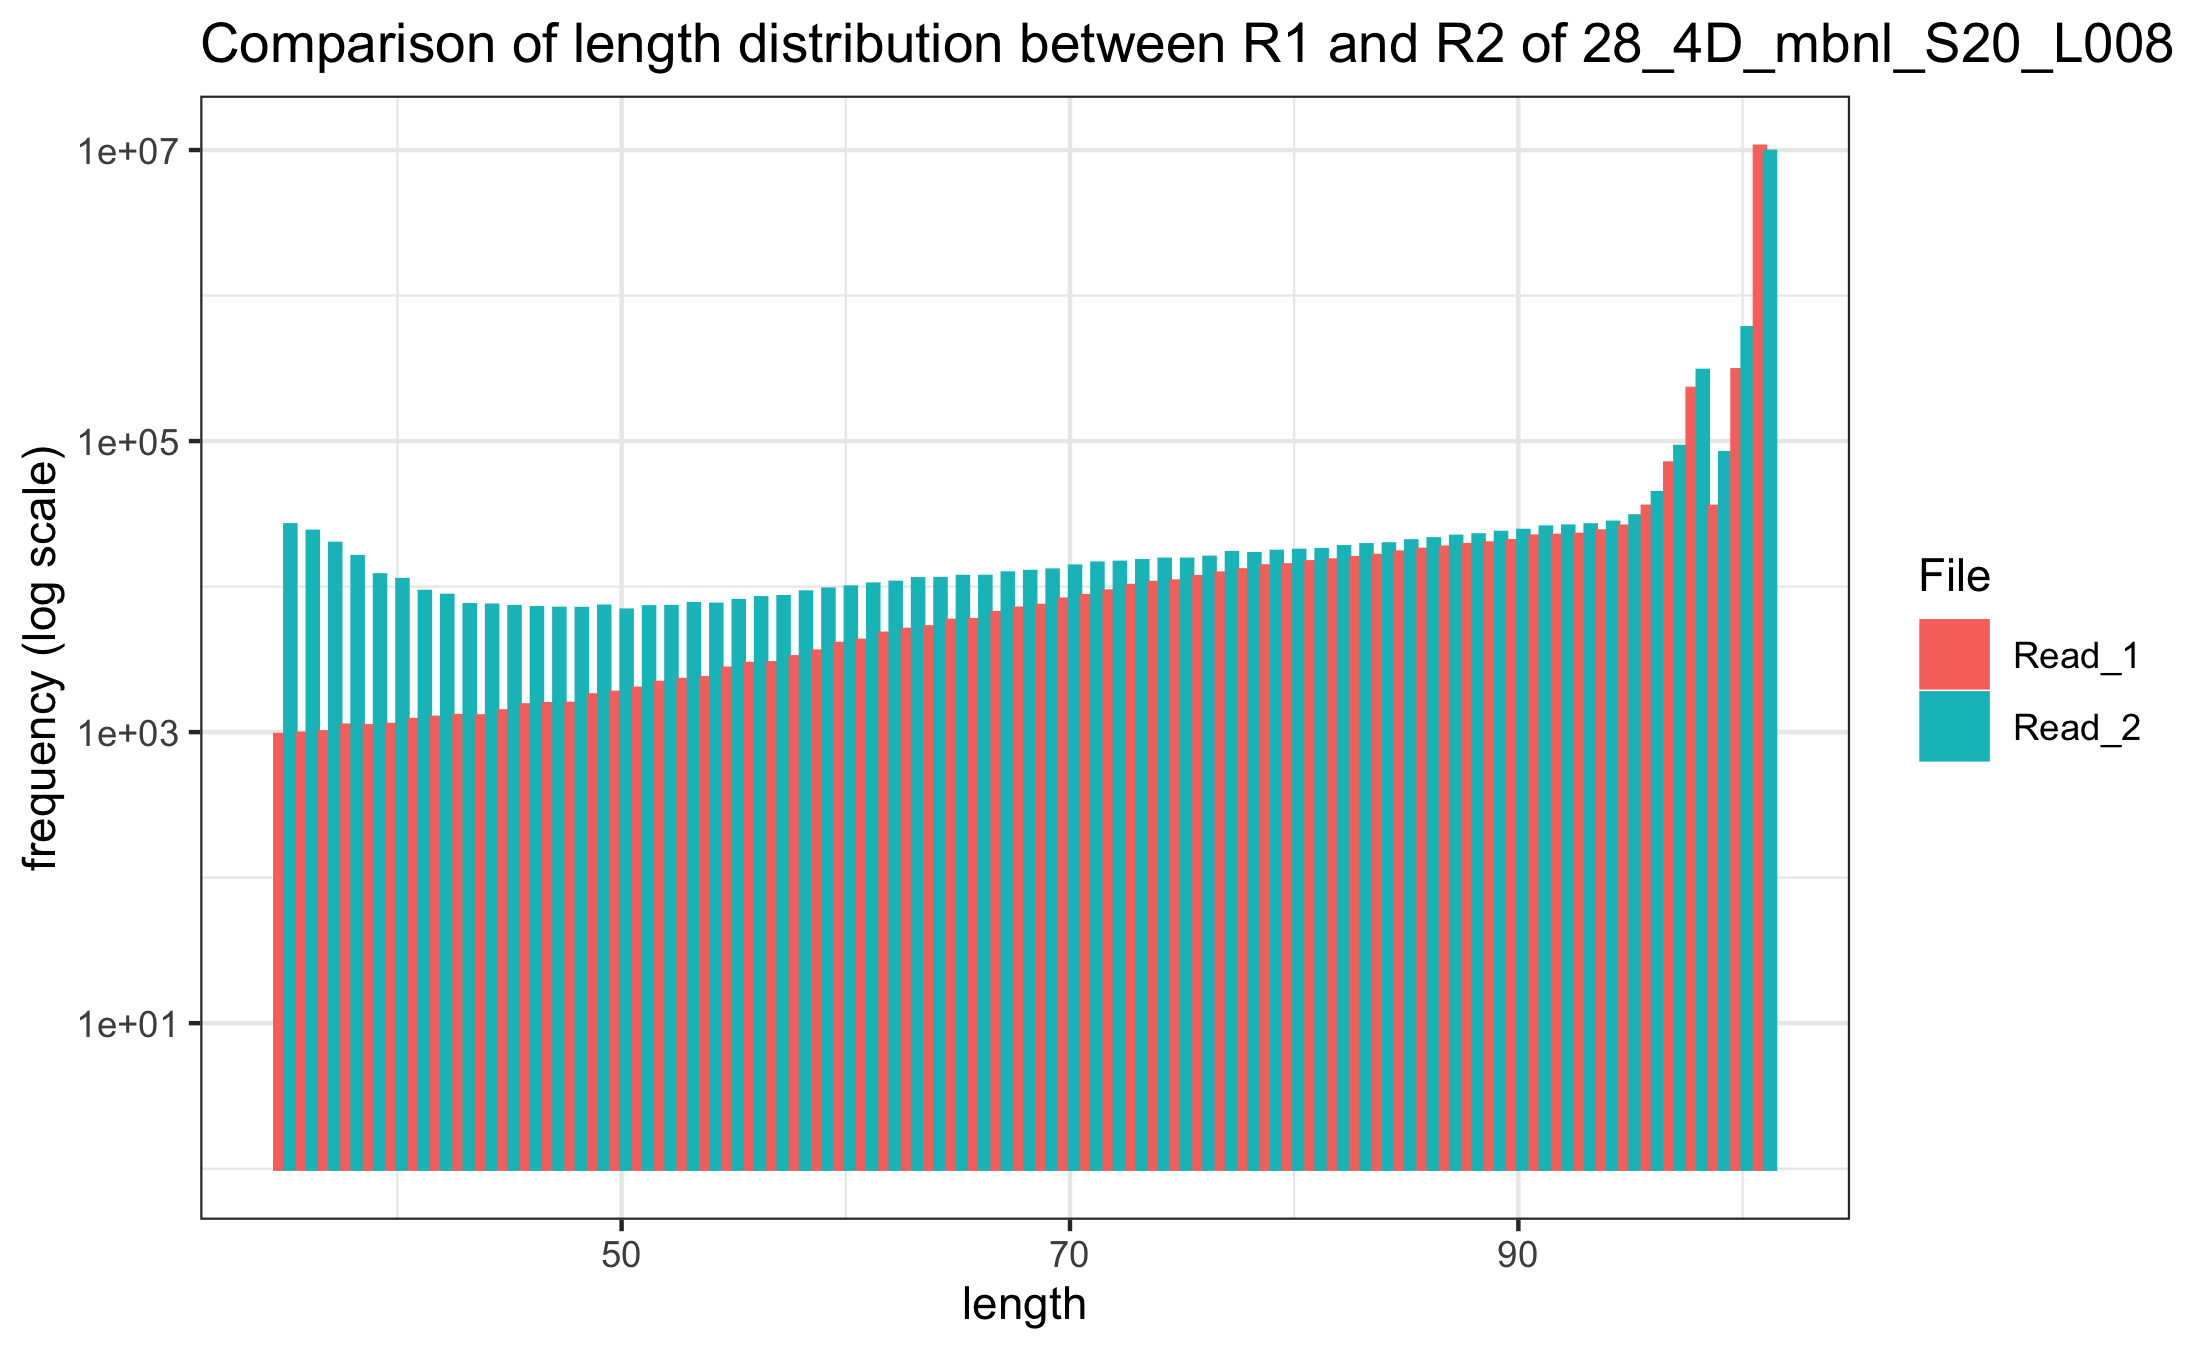 Comparison of length distribution between R1 and R2 of 28_4D_mbnl_S20_L008
frequency (log scale)
1e+07
1e+05
1e+03
1e+01
50 70 90
length
File
Read_1
Read_2